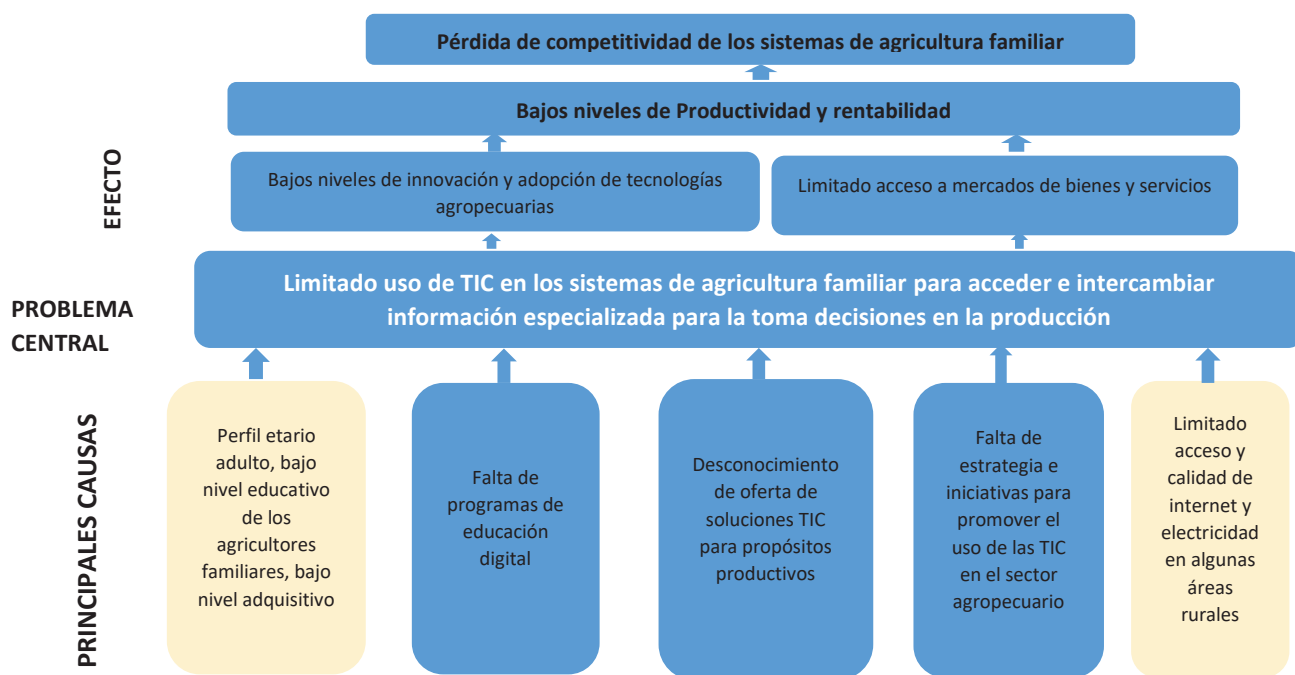 Pérdida de competitividad de los sistemas de agricultura familiar
Bajos niveles de Productividad y rentabilidad
EFECTO
Bajos niveles de innovación y adopción de tecnologías
agropecuarias
Limitado acceso a mercados de bienes y servicios
PROBLEMA
CENTRAL
Limitado uso de TIC en los sistemas de agricultura familiar para acceder e intercambiar
información especializada para la toma decisiones en la producción
PRINCIPALES CAUSAS
Perfil etario
adulto, bajo
nivel educativo
de los
agricultores
familiares, bajo
nivel adquisitivo
Falta de
programas de
educación
digital
Desconocimiento
de oferta de
soluciones TIC
para propósitos
productivos
Falta de
estrategia e
iniciativas para
promover el
uso de las TIC
en el sector
agropecuario
Limitado
acceso y
calidad de
internet y
electricidad
en algunas
áreas
rurales